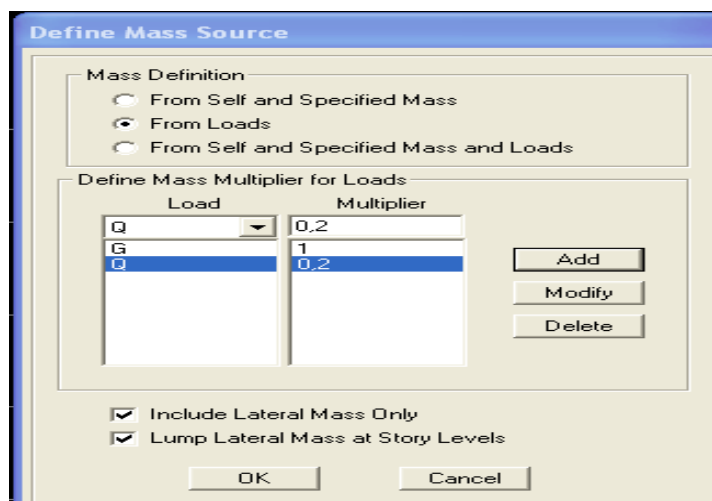 Define Mass Source
Mass Definition
From Self and Specified Mass
From Loads
From Self and Specified Mass and Loads
Define Mass Multiplier for Loads
Load Multiplier
Q 0,2
G 1
Q 0,2
Add
Modify
Delete
Include Lateral Mass Only
Lump Lateral Mass at Story Levels
OK Cancel